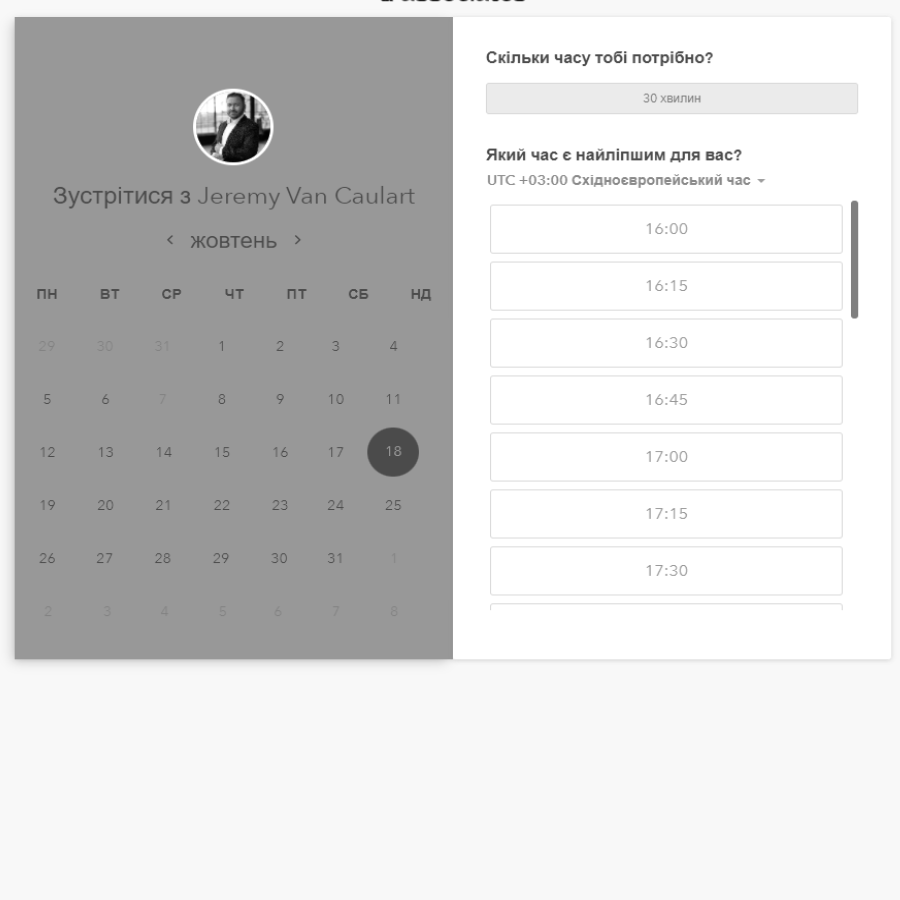 Зустрітися з Jeremy Van Caulart
жовтень
ПН ВТ СР ЧТ ПТ СБ НД
29 30 31 1 2 3 4
5 6 7 8 9 10 11
12 13 14 15 16 17 18
19 20 21 22 23 24 25
26 27 28 29 30 31 1
2 3 4 5 6 7 8
Скільки часу тобі потрібно?
30 хвилин
Який час є найліпшим для вас?
UTC +03:00 Східноєвропейський час
16:00
16:15
16:30
16:45
17:00
17:15
17:30